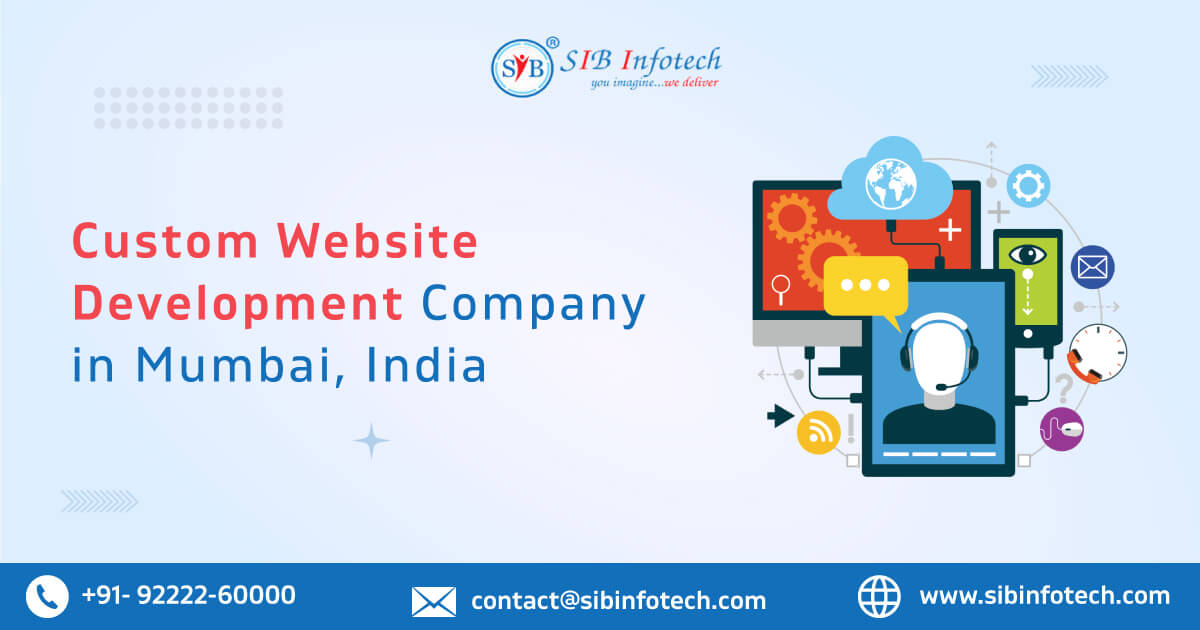 SYB
®
SIB Infotech
you imagine...we deliver
Custom Website
Development Company
in Mumbai, India
+91- 92222-60000
contact@sibinfotech.com
www.sibinfotech.com